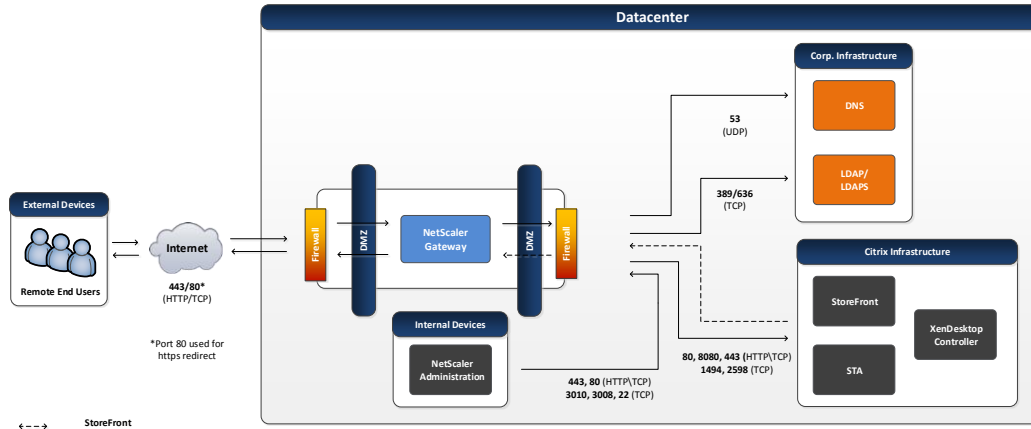 Datacenter
Corp. Infrastructure
DNS
53
(UDP)
LDAP/
LDAPS
389/636
(TCP)
External Devices
Remote End Users
Internet
443/80*
(HTTP/TCP)
*Port 80 used for
https redirect
Firewall
DMZ
NetScaler
Gateway
DMZ
Firewall
Internal Devices
NetScaler
Administration
443, 80 (HTTP\TCP)
3010, 3008, 22 (TCP)
Citrix Infrastructure
StoreFront
XenDesktop
Controller
STA
80, 8080, 443 (HTTP\TCP)
1494, 2598 (TCP)
StoreFront